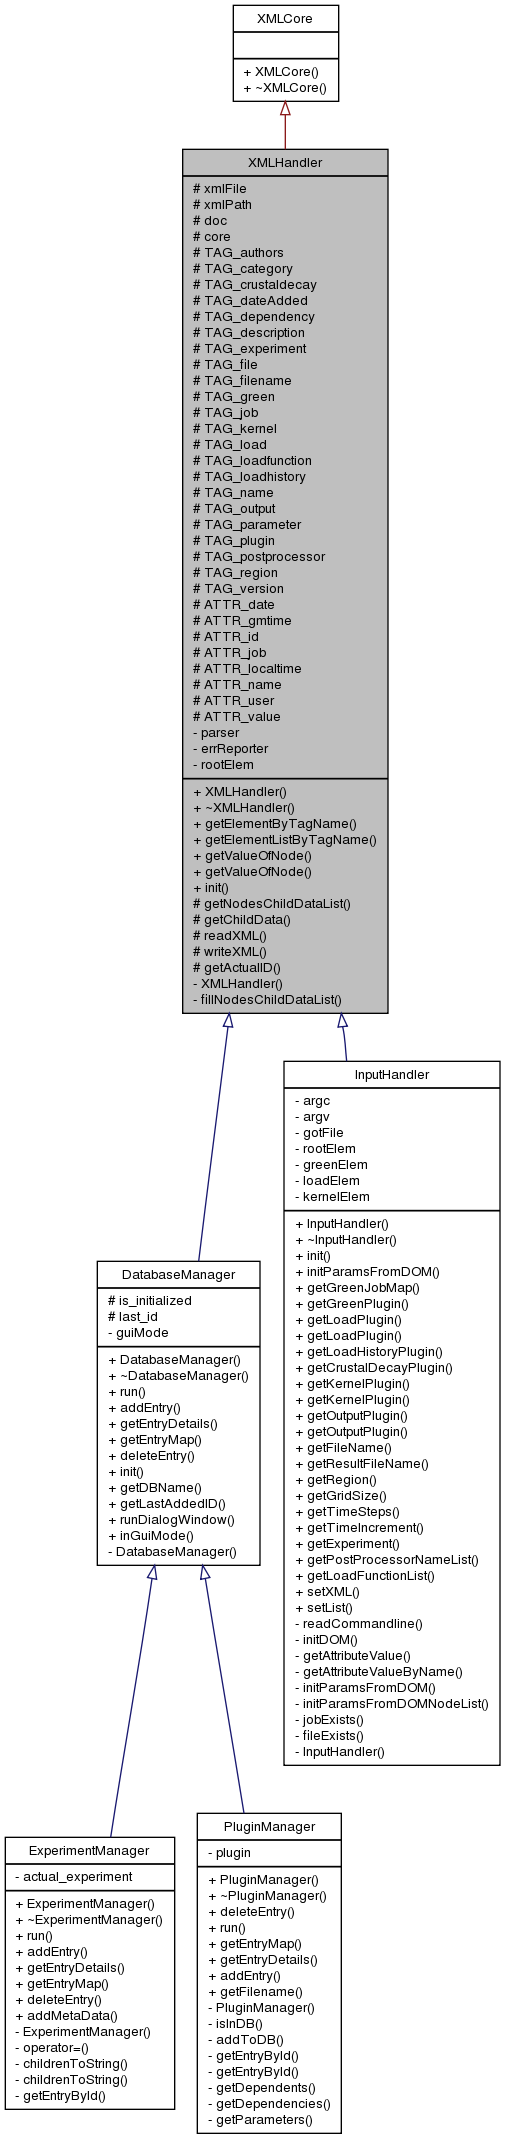 XMLCore
+ XMLCore()
+ ~XMLCore()
XMLHandler
# xmlFile
# xmlPath
# doc
# core
# TAG_authors
# TAG_category
# TAG_crustaldecay
# TAG_dateAdded
# TAG_dependency
# TAG_description
# TAG_experiment
# TAG_file
# TAG_filename
# TAG_green
# TAG_job
# TAG_kernel
# TAG_load
# TAG_loadfunction
# TAG_loadhistory
# TAG_name
# TAG_output
# TAG_parameter
# TAG_plugin
# TAG_postprocessor
# TAG_region
# TAG_version
# ATTR_date
# ATTR_gmtime
# ATTR_id
# ATTR_job
# ATTR_localtime
# ATTR_name
# ATTR_user
# ATTR_value
- parser
- errReporter
- rootElem
+ XMLHandler()
+ ~XMLHandler()
+ getElementByTagName()
+ getElementListByTagName()
+ getValueOfNode()
+ getValueOfNode()
+ init()
# getNodesChildDataList()
# getChildData()
# readXML()
# writeXML()
# getActualID()
- XMLHandler()
- fillNodesChildDataList()
InputHandler
- argc
- argv
- gotFile
- rootElem
- greenElem
- loadElem
- kernelElem
+ InputHandler()
+ ~InputHandler()
+ init()
+ initParamsFromDOM()
+ getGreenJobMap()
+ getGreenPlugin()
+ getLoadPlugin()
+ getLoadPlugin()
+ getLoadHistoryPlugin()
+ getCrustalDecayPlugin()
+ getKernelPlugin()
+ getKernelPlugin()
+ getOutputPlugin()
+ getOutputPlugin()
+ getFileName()
+ getResultFileName()
+ getRegion()
+ getGridSize()
+ getTimeSteps()
+ getTimeIncrement()
+ getExperiment()
+ getPostProcessorNameList()
+ getLoadFunctionList()
+ setXML()
+ setList()
- readCommandline()
- initDOM()
- getAttributeValue()
- getAttributeValueByName()
- initParamsFromDOM()
- initParamsFromDOMNodeList()
- jobExists()
- fileExists()
- InputHandler()
DatabaseManager
# is_initialized
# last_id
- guiMode
+ DatabaseManager()
+ ~DatabaseManager()
+ run()
+ addEntry()
+ getEntryDetails()
+ getEntryMap()
+ deleteEntry()
+ init()
+ getDBName()
+ getLastAddedID()
+ runDialogWindow()
+ inGuiMode()
- DatabaseManager()
ExperimentManager
- actual_experiment
+ ExperimentManager()
+ ~ExperimentManager()
+ run()
+ addEntry()
+ getEntryDetails()
+ getEntryMap()
+ deleteEntry()
+ addMetaData()
- ExperimentManager()
- operator=()
- childrenToString()
- childrenToString()
- getEntryById()
PluginManager
- plugin
+ PluginManager()
+ ~PluginManager()
+ deleteEntry()
+ run()
+ getEntryMap()
+ getEntryDetails()
+ addEntry()
+ getFilename()
- PluginManager()
- isInDB()
- addToDB()
- getEntryById()
- getEntryById()
- getDependents()
- getDependencies()
- getParameters()